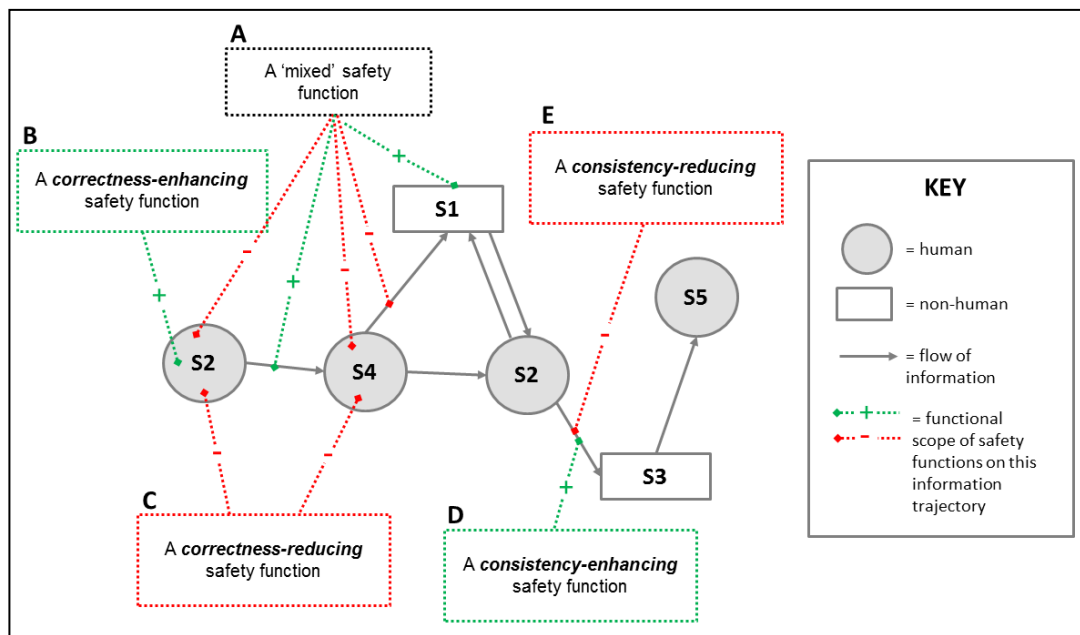 A
A ‘mixed’ safety
function
B
A correctness-enhancing
safety function
E
A consistency-reducing
safety function
S1
S2
S4
S2
S5
S3
C
A correctness-reducing
safety function
D
A consistency-enhancing
safety function
KEY
= human
= non-human
= flow of
information
= functional
scope of safety
functions on this
information
trajectory
+
+
+
-
-
-
-
-
-
+
+
-